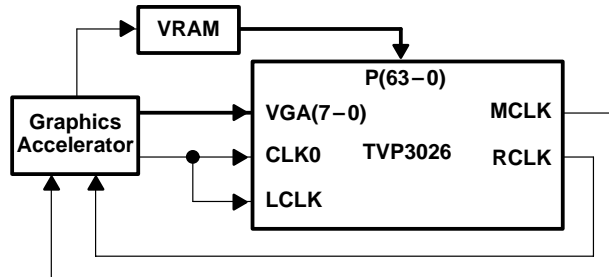 VRAM
P(63−0)
Graphics
Accelerator
VGA(7−0)
MCLK
CLK0
TVP3026
RCLK
LCLK